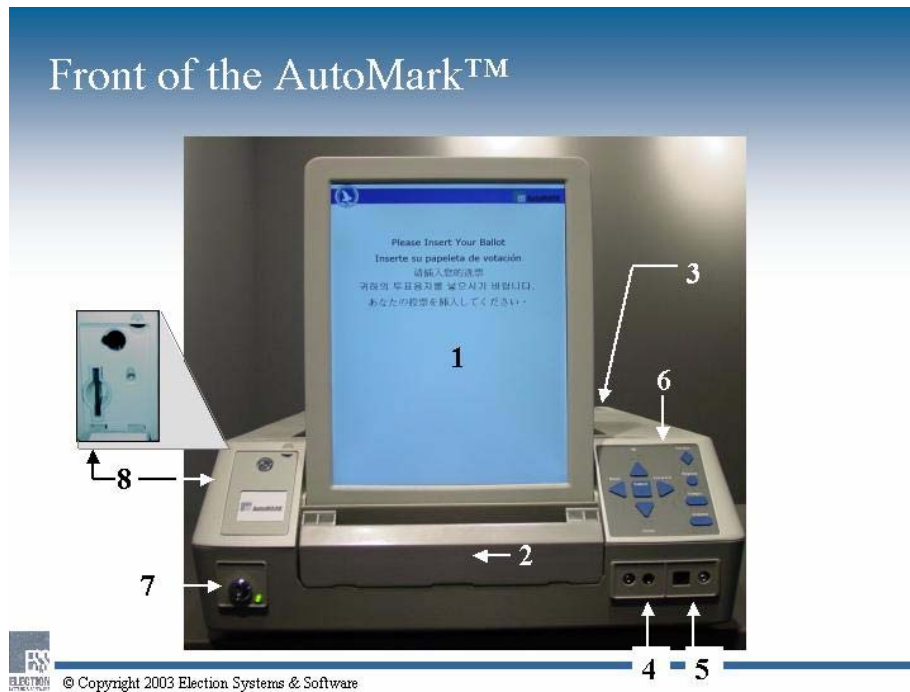 Front of the AutoMark™
Please Insert Your Ballot
Inserte su papeleta de votación
请插入您的选票
귀하의 투표용지를 넣으시기 바랍니다.
あなたの投票を挿入してください。
1
3
6
8
2
7
4
5
AutoMARK
ESS
ELECTION
© Copyright 2003 Election Systems & Software